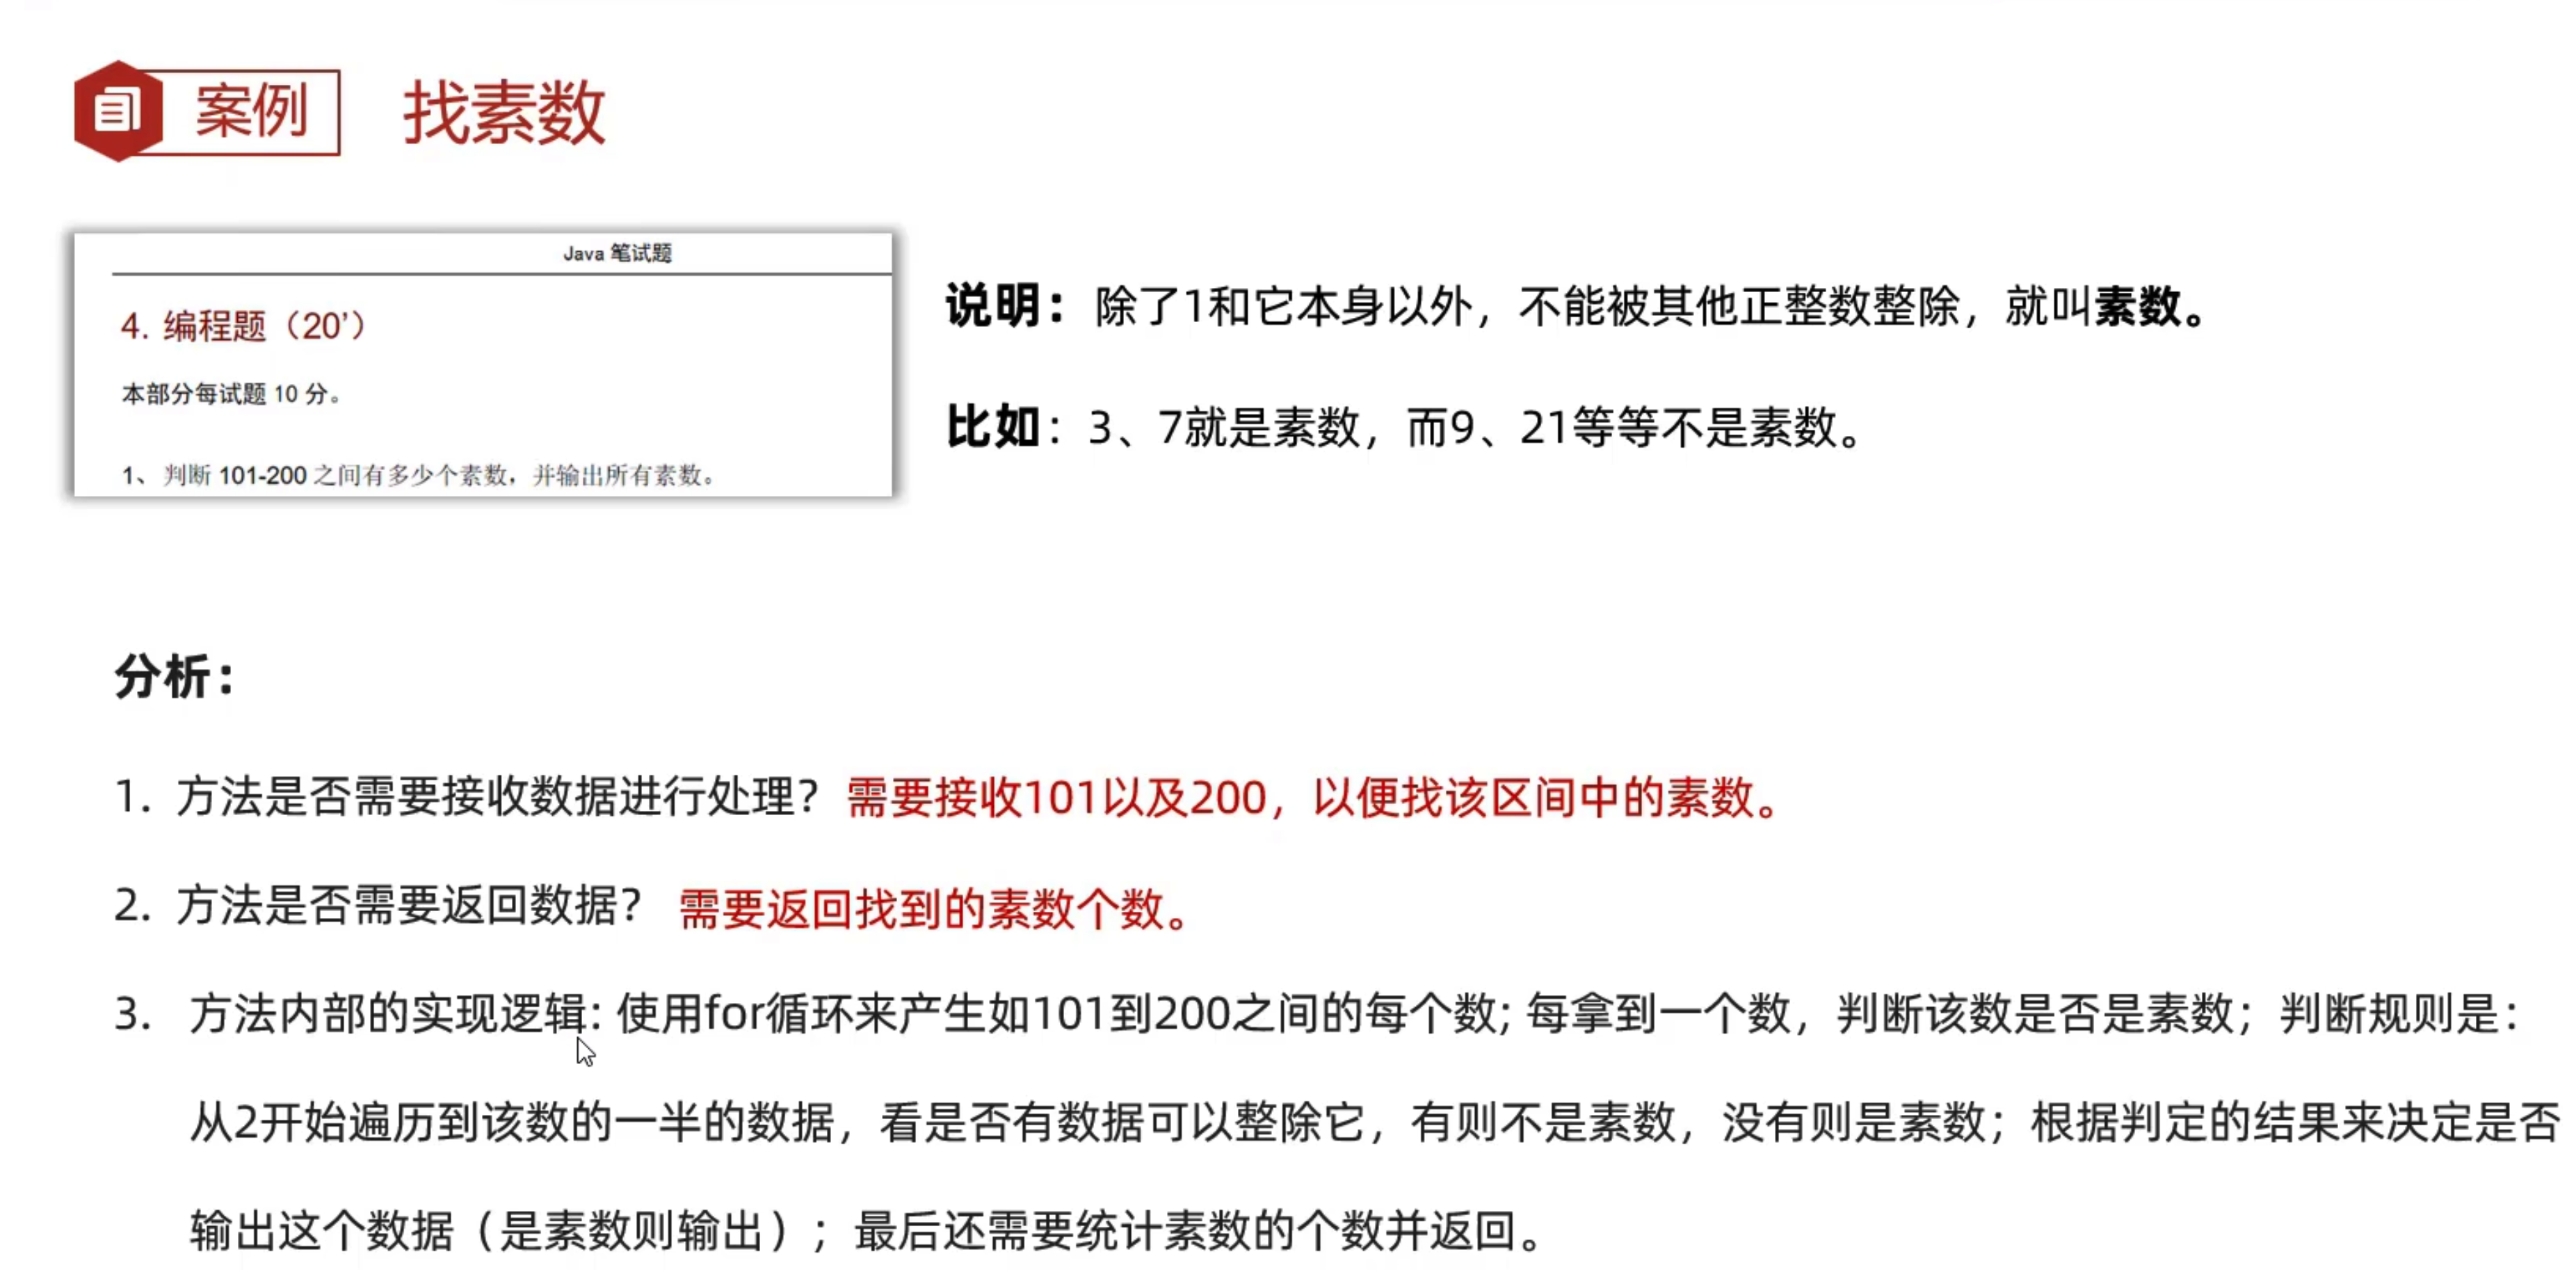 案例 找素数
Java 笔试题
4. 编程题（20’）
本部分每试题 10 分。
1、 判断 101-200 之间有多少个素数，并输出所有素数。
说明：除了1和它本身以外，不能被其他正整数整除，就叫素数。
比如：3、7就是素数，而9、21等等不是素数。
分析：
1. 方法是否需要接收数据进行处理？需要接收101以及200，以便找该区间中的素数。
2. 方法是否需要返回数据？ 需要返回找到的素数个数。
3. 方法内部的实现逻辑: 使用for循环来产生如101到200之间的每个数; 每拿到一个数，判断该数是否是素数；判断规则是：
从2开始遍历到该数的一半的数据，看是否有数据可以整除它，有则不是素数，没有则是素数；根据判定的结果来决定是否
输出这个数据（是素数则输出）；最后还需要统计素数的个数并返回。